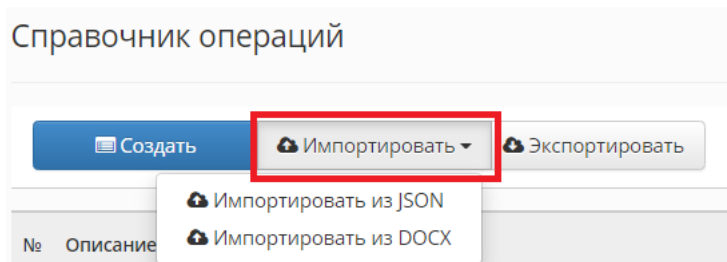 Справочник операций
Создать Импортировать Экспортировать
Импортировать из JSON
Импортировать из DOCX
№ Описание